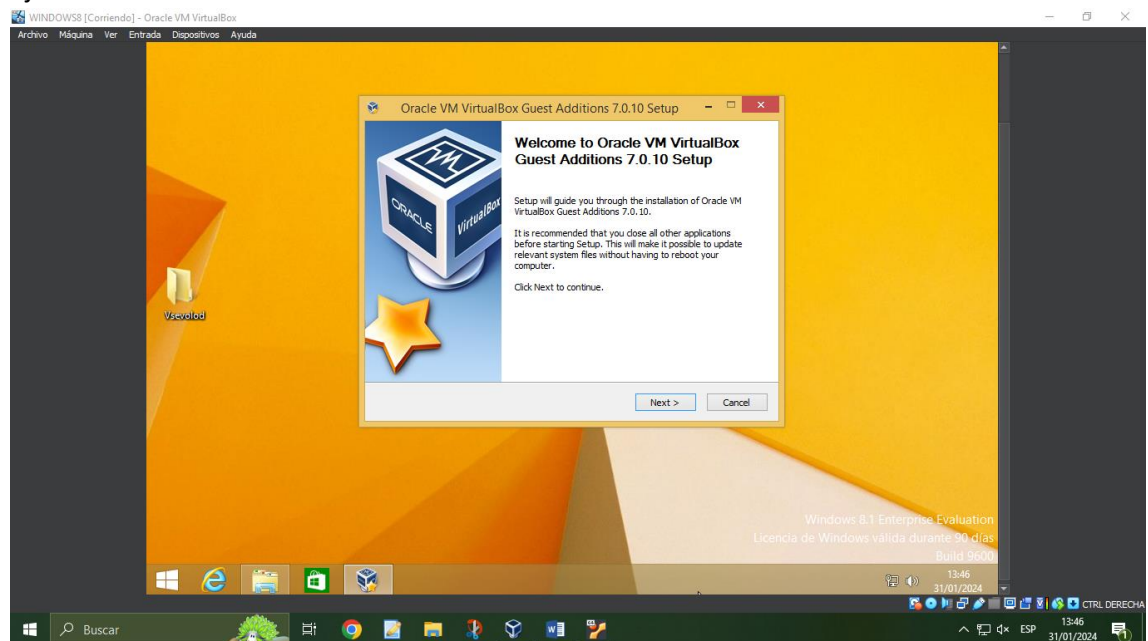 WINDOWS8 [Corriendo] - Oracle VM VirtualBox
Archivo Máquina Ver Entrada Dispositivos Ayuda
Oracle VM VirtualBox Guest Additions 7.0.10 Setup
Welcome to Oracle VM VirtualBox
Guest Additions 7.0.10 Setup
Setup will guide you through the installation of Oracle VM
VirtualBox Guest Additions 7.0.10.
It is recommended that you close all other applications
before starting Setup. This will make it possible to update
relevant system files without having to reboot your
computer.
Click Next to continue.
ORACLE
VirtualBox
Vsevolod
Next >
Cancel
Windows 8.1 Enterprise Evaluation
Licencia de Windows válida durante 90 días
Build 9600
13:46
31/01/2024
CTRL DERECHA
Buscar
ESP
13:46
31/01/2024